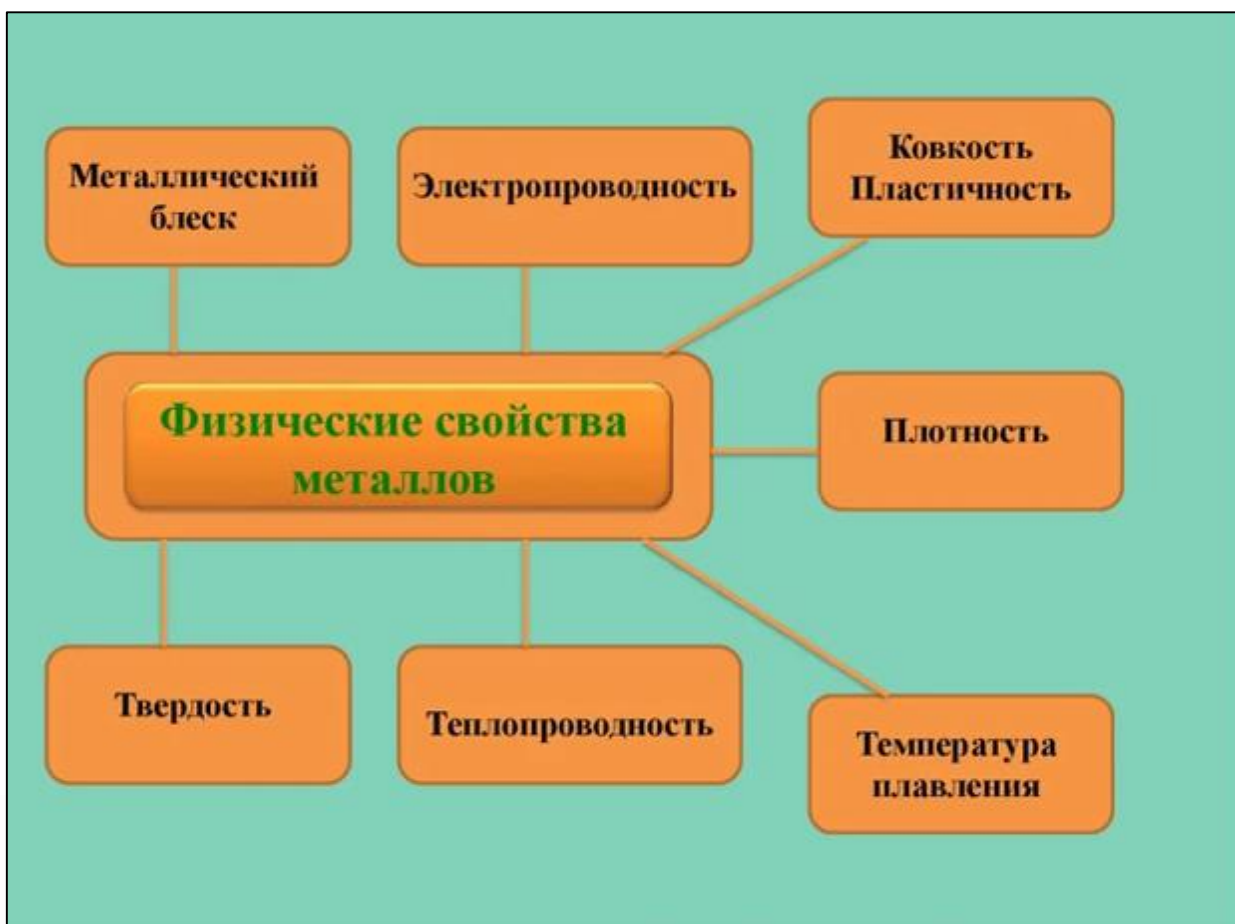 Металлический
блеск
Электропроводность
Ковкость
Пластичность
Физические свойства
металлов
Плотность
Твердость
Теплопроводность
Температура
плавления